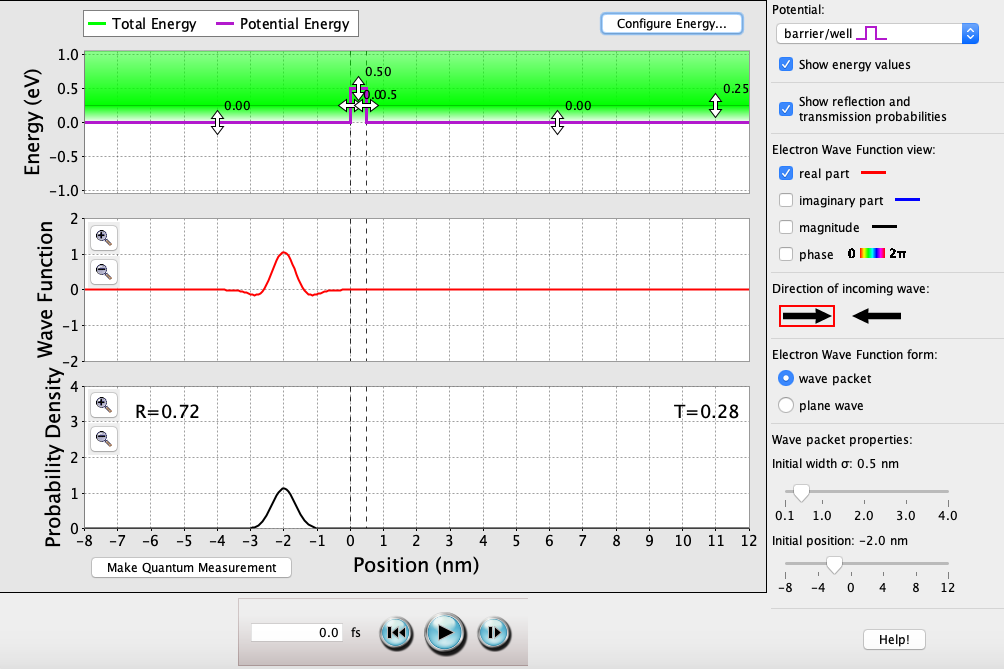 Total Energy Potential Energy
Configure Energy...
Energy (eV)
1.0
0.5
0.0
−0.5
−1.0
0.50
0.00
0.5
0.00
0.25
Wave Function
2
1
0
−1
−2
Probability Density
4
3
2
1
0
R=0.72
T=0.28
−8 −7 −6 −5 −4 −3 −2 −1 0 1 2 3 4 5 6 7 8 9 10 11 12
Position (nm)
Make Quantum Measurement
0.0 fs
Potential:
barrier/well
Show energy values
Show reflection and
transmission probabilities
Electron Wave Function view:
real part
imaginary part
magnitude
phase 0 2π
Direction of incoming wave:
Electron Wave Function form:
wave packet
plane wave
Wave packet properties:
Initial width σ: 0.5 nm
0.1 1.0 2.0 3.0 4.0
Initial position: -2.0 nm
-8 -4 0 4 8 12
Help!